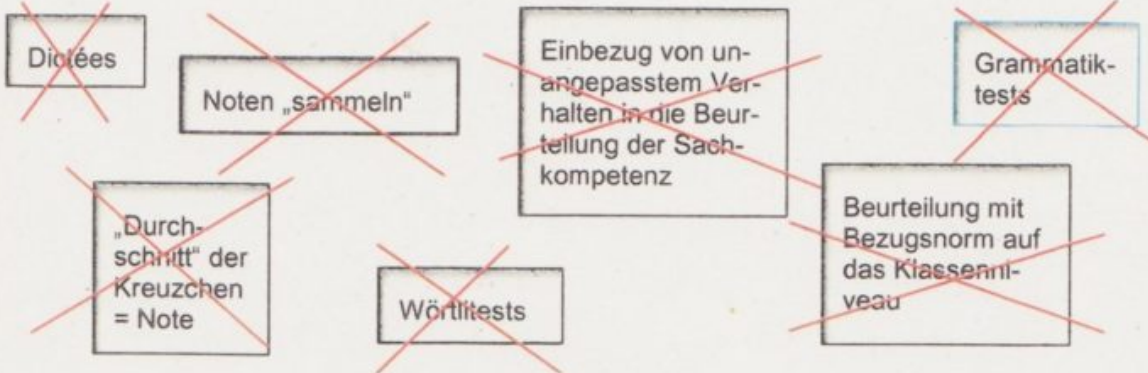 Dictées
Noten „sammeln“
Einbezug von un-
angepasstem Ver-
halten in die Beur-
teilung der Sach-
kompetenz
Grammatik-
tests
„Durch-
schnitt“ der
Kreuzchen
= Note
Wörtlitests
Beurteilung mit
Bezugsnorm auf
das Klassenni-
veau